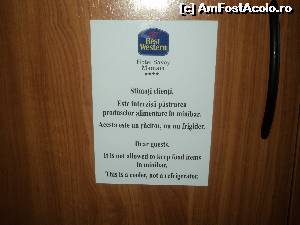 © www.AmFostAcolo.ro
Best
Western
Hotel Savoy
Mamaia
****
Stimați clienți,
Este interzisă păstrarea
produselor alimentare în minibar.
Acesta este un răcitor, nu un frigider.
Dear guests,
It is not allowed to keep food items
in minibar.
This is a cooler, not a refrigerator.